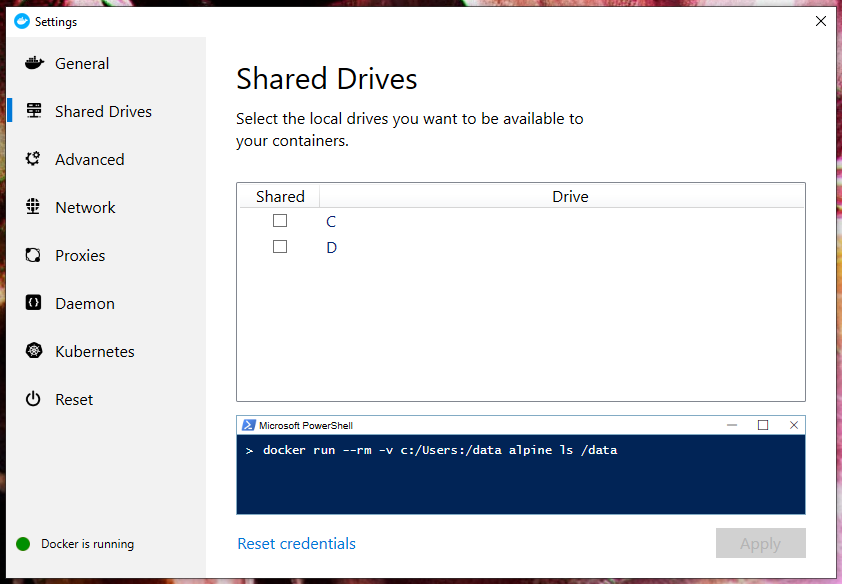 Settings
General
Shared Drives
Advanced
Network
Proxies
Daemon
Kubernetes
Reset
Docker is running
Shared Drives
Select the local drives you want to be available to
your containers.
Shared Drive
C
D
Microsoft PowerShell
> docker run --rm -v c:/Users:/data alpine ls /data
Reset credentials
Apply